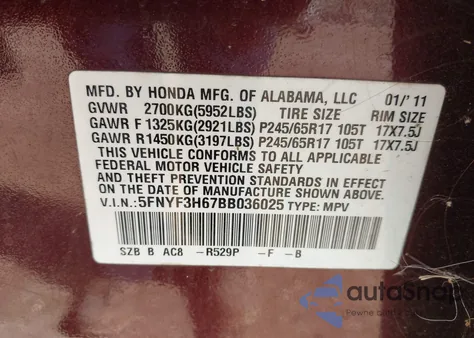 MFD. BY HONDA MFG. OF ALABAMA, LLC 01/'11
GVWR 2700KG(5952LBS) TIRE SIZE RIM SIZE
GAWR F 1325KG(2921LBS) P245/65R17 105T 17X7.5J
GAWR R1450KG(3197LBS) P245/65R17 105T 17X7.5J
THIS VEHICLE CONFORMS TO ALL APPLICABLE
FEDERAL MOTOR VEHICLE SAFETY, BUMPER,
AND THEFT PREVENTION STANDARDS IN EFFECT
ON THE DATE OF MANUFACTURE SHOWN ABOVE.
V.I.N.:5FNYF3H67BB036025 TYPE: MPV
SZB B AC8 -R529P -F -B
autoSnap